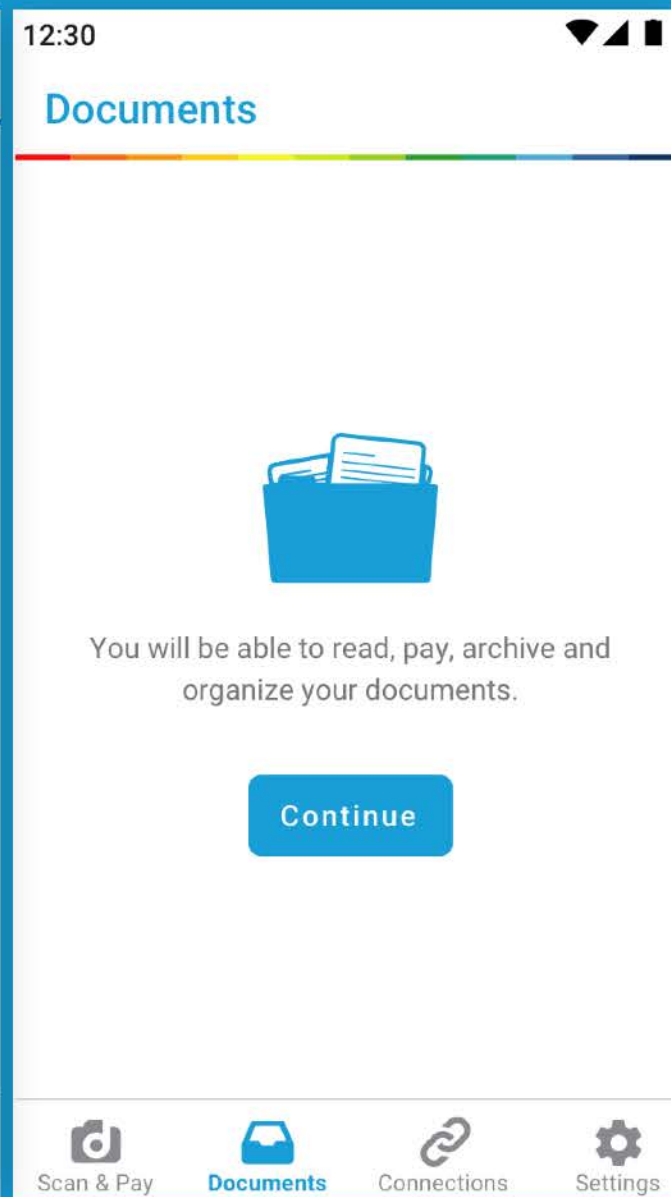 12:30
Documents
You will be able to read, pay, archive and
organize your documents.
Continue
Scan & Pay
Documents
Connections
Settings